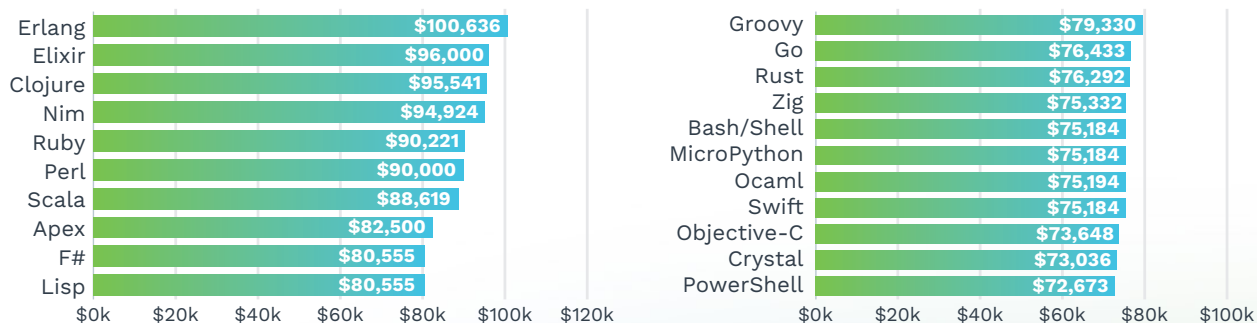 Erlang $100,636
Elixir $96,000
Clojure $95,541
Nim $94,924
Ruby $90,221
Perl $90,000
Scala $88,619
Apex $82,500
F# $80,555
Lisp $80,555
$0k $20k $40k $60k $80k $100k $120k
Groovy $79,330
Go $76,433
Rust $76,292
Zig $75,332
Bash/Shell $75,184
MicroPython $75,184
Ocaml $75,194
Swift $75,184
Objective-C $73,648
Crystal $73,036
PowerShell $72,673
$0k $20k $40k $60k $80k $100k